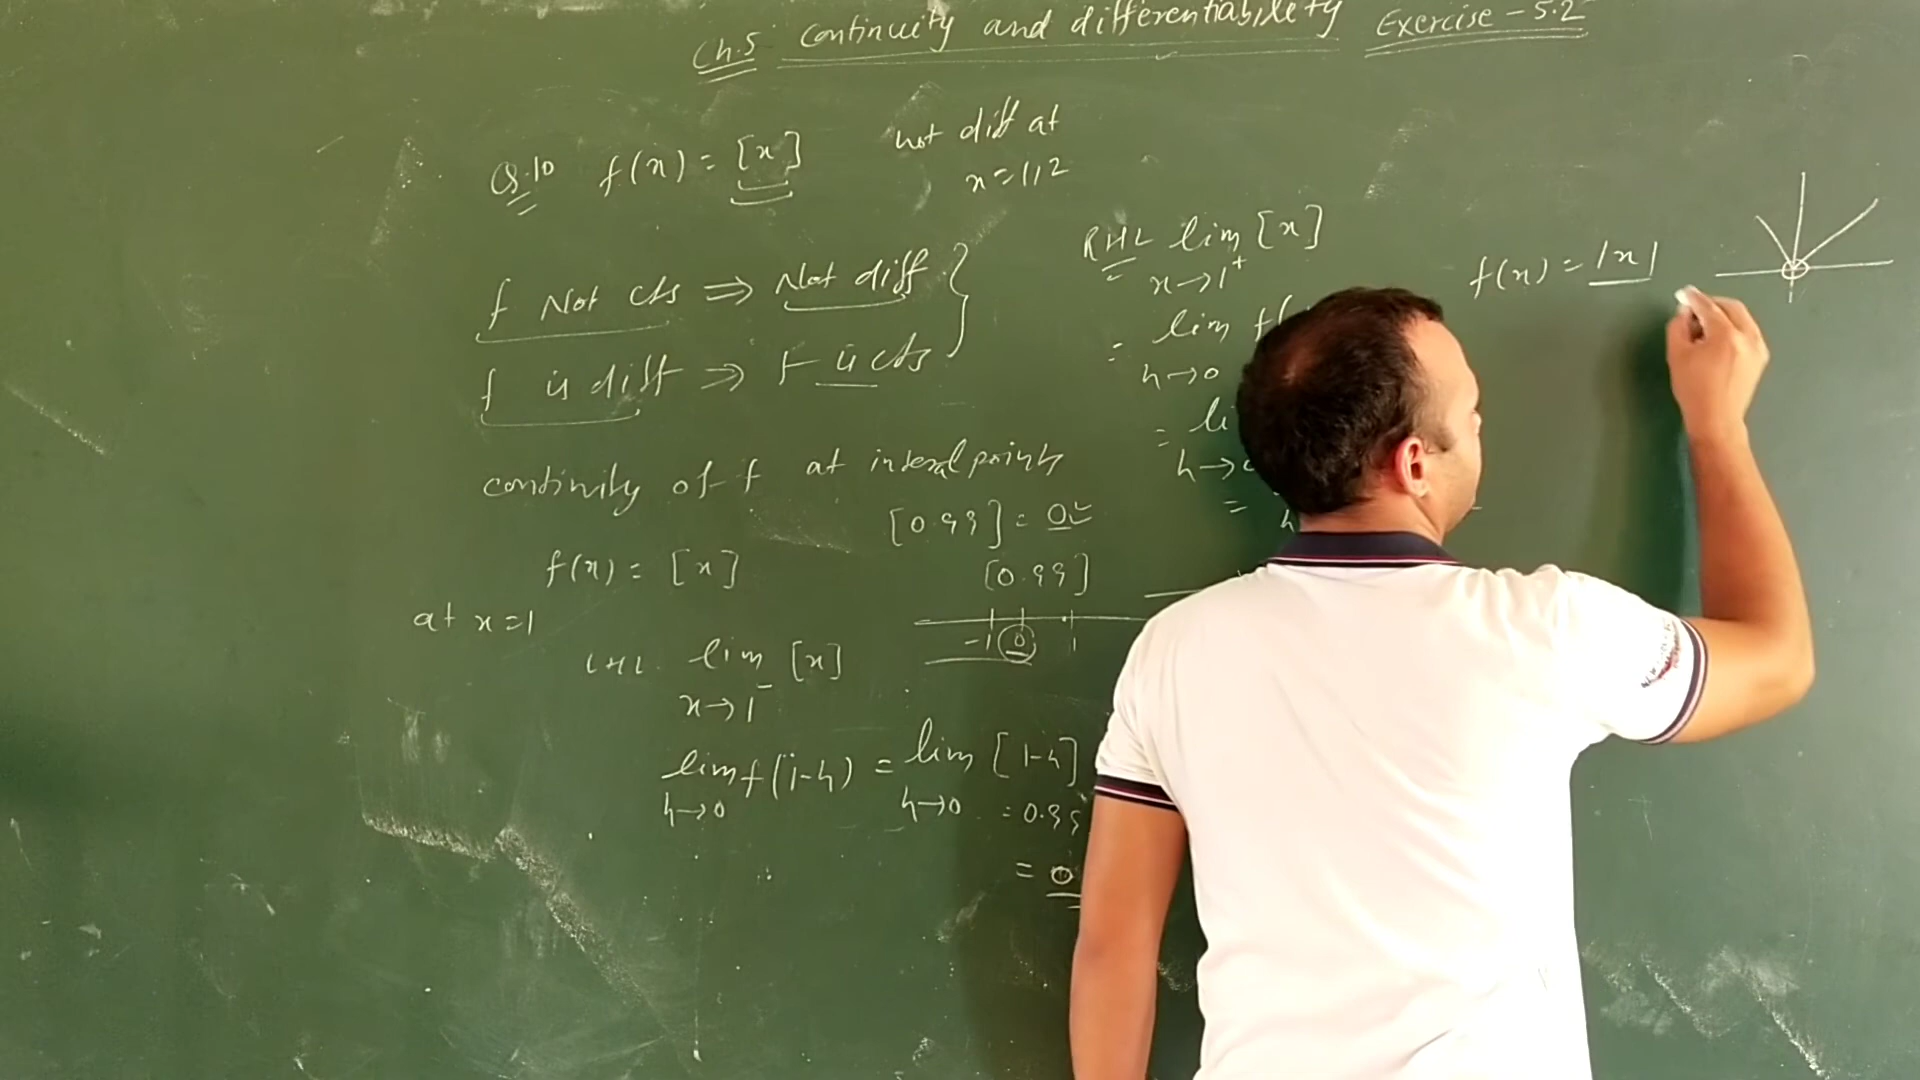 Ch.5 Continuity and differentiability Exercise-5.2
Q.10 f(x) = [x] not diff at
x=1,2
f Not cts ⇒ Not diff
f is diff ⇒ f is cts
continuity of f at integral points
[0.99] = 0
f(x) = [x]
[0.99]
at x=1
-1 0 1
LHL lim [x]
x→1⁻
lim f(1-h) = lim [1-h]
h→0 h→0 = 0.99
= 0
RHL lim [x]
x→1⁺
= lim f(
h→0
= li
h→
=
f(x) = |x|